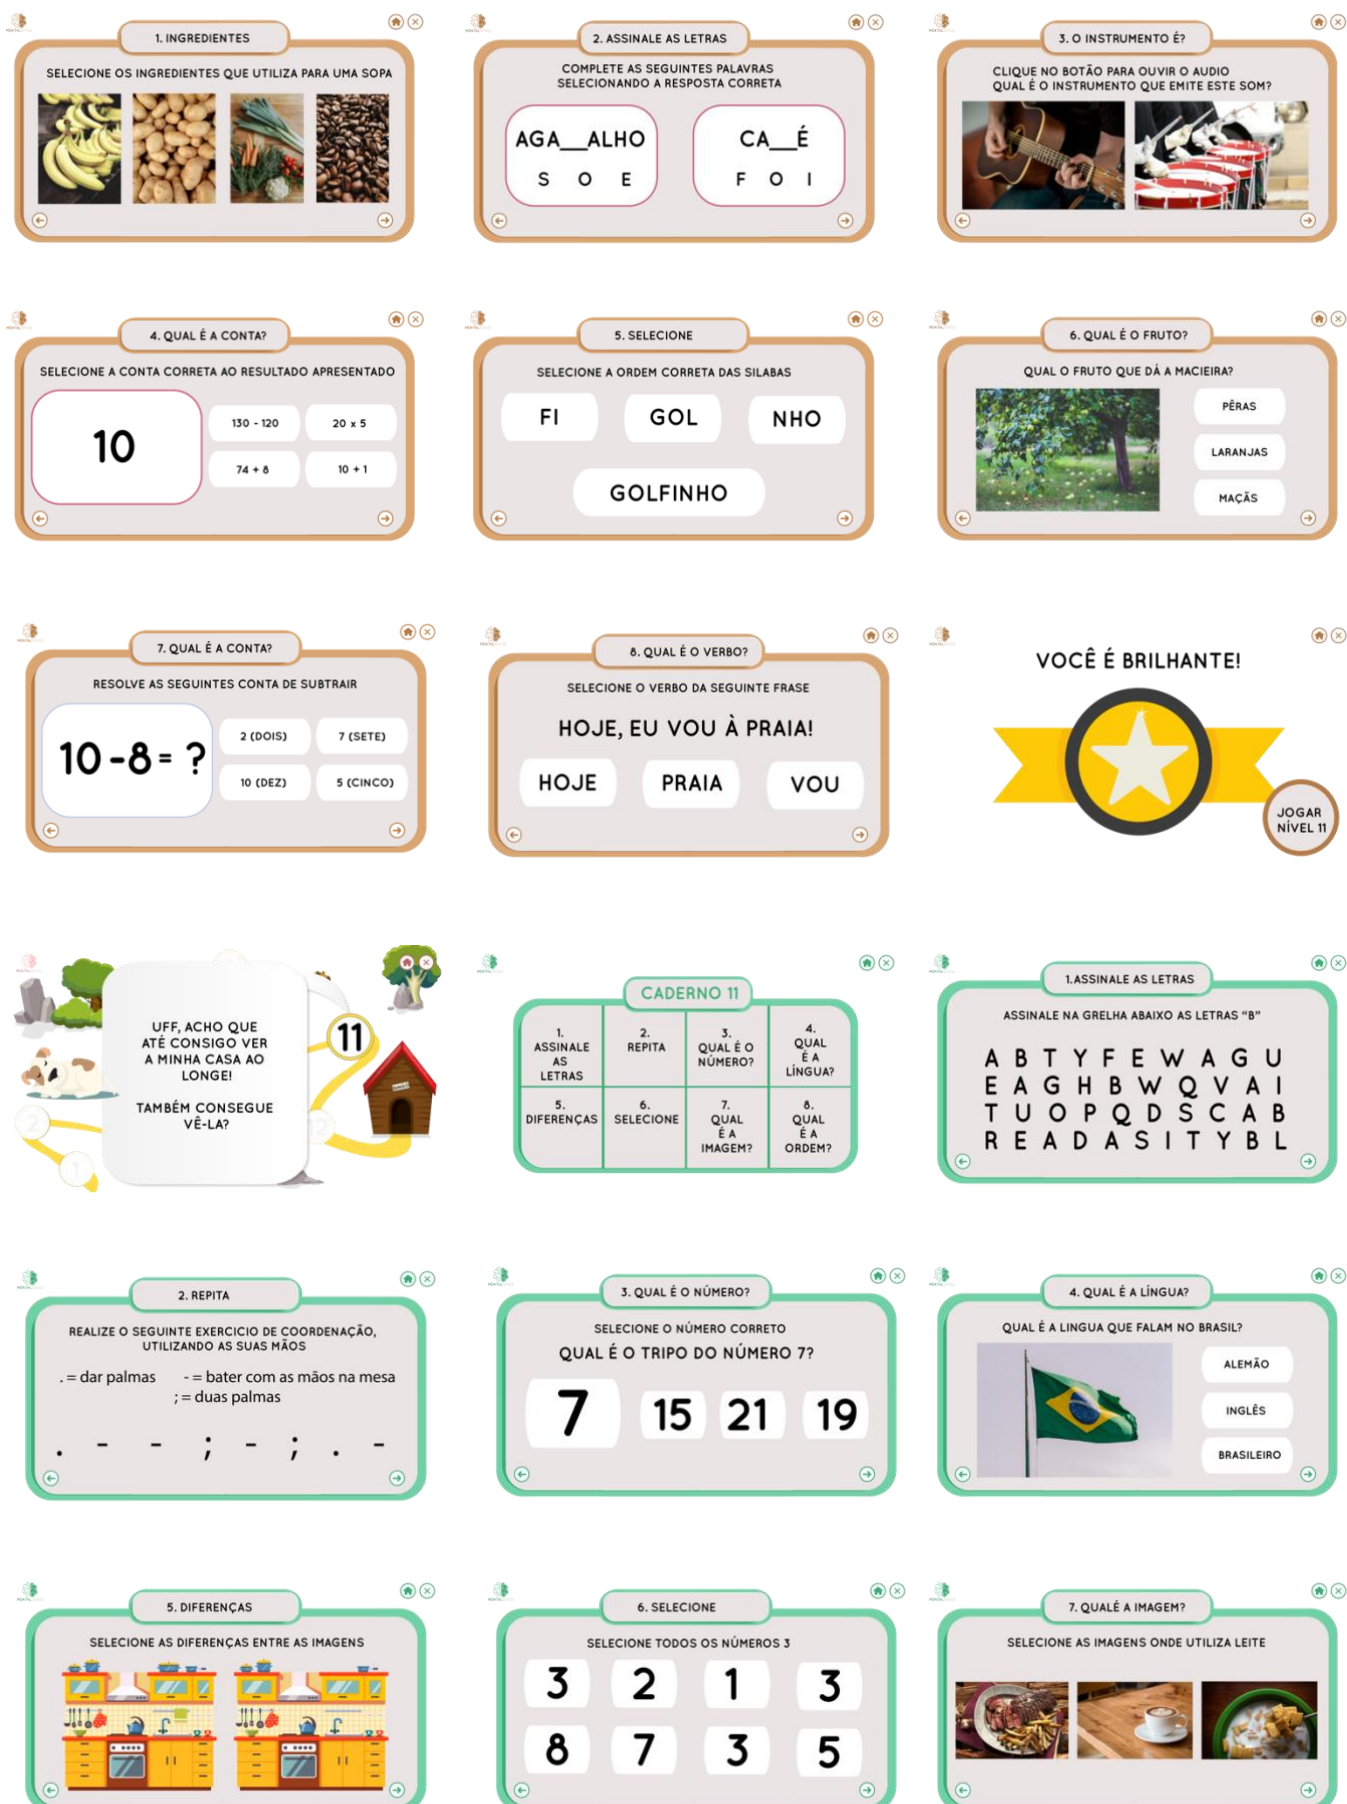 1. INGREDIENTES
SELECIONE OS INGREDIENTES QUE UTILIZA PARA UMA SOPA
2. ASSINALE AS LETRAS
COMPLETE AS SEGUINTES PALAVRAS
SELECIONANDO A RESPOSTA CORRETA
AGA__ALHO
S O E
CA__É
F O I
3. O INSTRUMENTO É?
CLIQUE NO BOTÃO PARA OUVIR O AUDIO
QUAL É O INSTRUMENTO QUE EMITE ESTE SOM?
4. QUAL É A CONTA?
SELECIONE A CONTA CORRETA AO RESULTADO APRESENTADO
10
130 - 120
20 x 5
74 + 8
10 + 1
5. SELECIONE
SELECIONE A ORDEM CORRETA DAS SILABAS
FI
GOL
NHO
GOLFINHO
6. QUAL É O FRUTO?
QUAL O FRUTO QUE DÁ A MACIEIRA?
PÊRAS
LARANJAS
MAÇÃS
7. QUAL É A CONTA?
RESOLVE AS SEGUINTES CONTA DE SUBTRAIR
10 -8 = ?
2 (DOIS)
7 (SETE)
10 (DEZ)
5 (CINCO)
8. QUAL É O VERBO?
SELECIONE O VERBO DA SEGUINTE FRASE
HOJE, EU VOU À PRAIA!
HOJE
PRAIA
VOU
VOCÊ É BRILHANTE!
JOGAR
NÍVEL 11
UFF, ACHO QUE
ATÉ CONSIGO VER
A MINHA CASA AO
LONGE!
TAMBÉM CONSEGUE
VÊ-LA?
11
2
1
12
CADERNO 11
1.
ASSINALE
AS
LETRAS
2.
REPITA
3.
QUAL É O
NÚMERO?
4.
QUAL
É A
LÍNGUA?
5.
DIFERENÇAS
6.
SELECIONE
7.
QUAL
É A
IMAGEM?
8.
QUAL
É A
ORDEM?
1.ASSINALE AS LETRAS
ASSINALE NA GRELHA ABAIXO AS LETRAS “B”
A B T Y F E W A G U
E A G H B W Q V A I
T U O P Q D S C A B
R E A D A S I T Y B L
2. REPITA
REALIZE O SEGUINTE EXERCICIO DE COORDENAÇÃO,
UTILIZANDO AS SUAS MÃOS
. = dar palmas - = bater com as mãos na mesa
; = duas palmas
. - - ; - ; . -
3. QUAL É O NÚMERO?
SELECIONE O NÚMERO CORRETO
QUAL É O TRIPO DO NÚMERO 7?
7 15 21 19
4. QUAL É A LÍNGUA?
QUAL É A LINGUA QUE FALAM NO BRASIL?
ALEMÃO
INGLÊS
BRASILEIRO
5. DIFERENÇAS
SELECIONE AS DIFERENÇAS ENTRE AS IMAGENS
6. SELECIONE
SELECIONE TODOS OS NÚMEROS 3
3 2 1 3
8 7 3 5
7. QUALÉ A IMAGEM?
SELECIONE AS IMAGENS ONDE UTILIZA LEITE